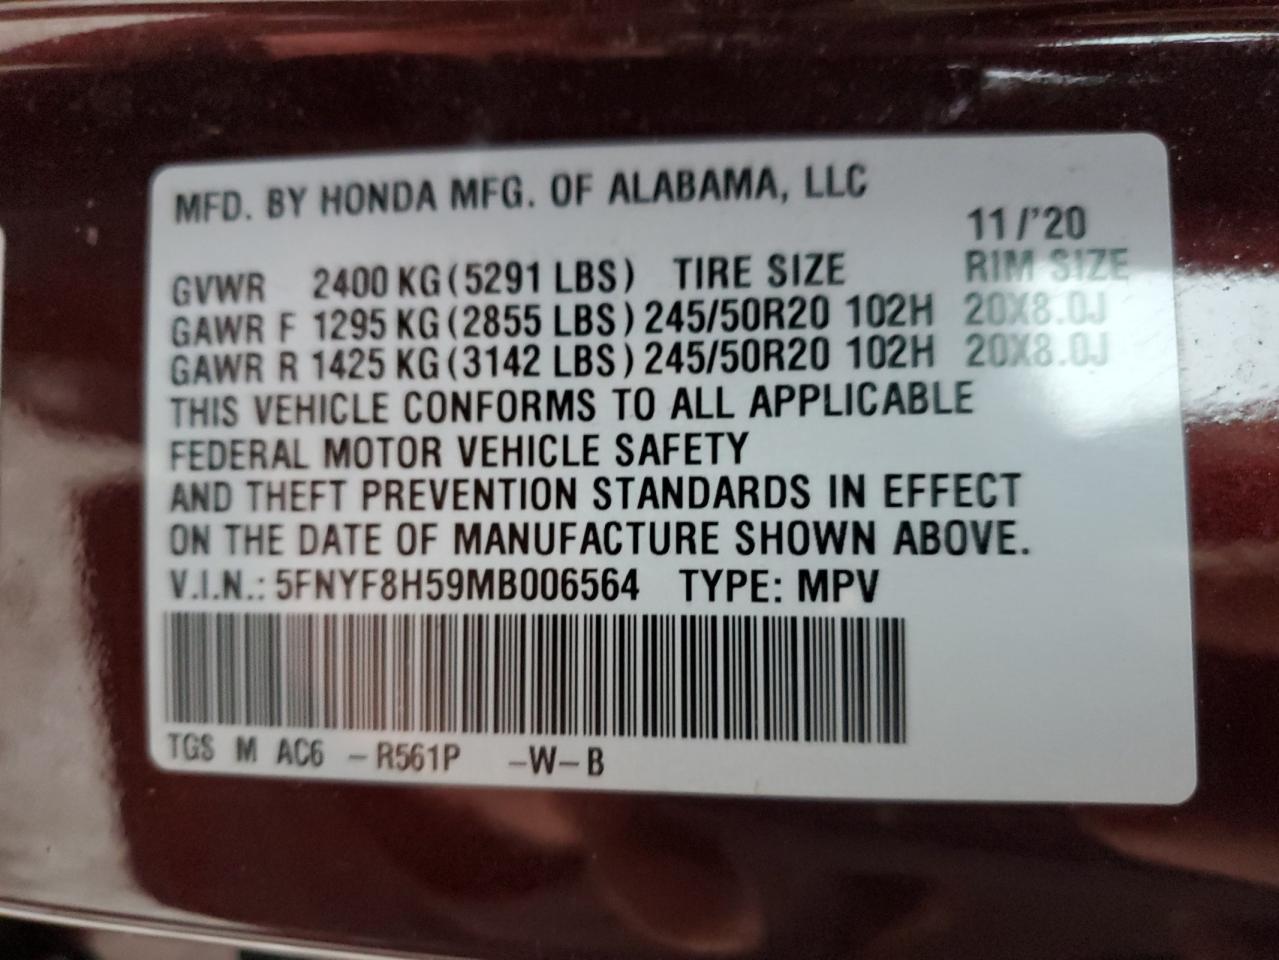 MFD. BY HONDA MFG. OF ALABAMA, LLC
11/'20
GVWR 2400 KG (5291 LBS) TIRE SIZE RIM SIZE
GAWR F 1295 KG (2855 LBS) 245/50R20 102H 20X8.0J
GAWR R 1425 KG (3142 LBS) 245/50R20 102H 20X8.0J
THIS VEHICLE CONFORMS TO ALL APPLICABLE
FEDERAL MOTOR VEHICLE SAFETY
AND THEFT PREVENTION STANDARDS IN EFFECT
ON THE DATE OF MANUFACTURE SHOWN ABOVE.
V.I.N.: 5FNYF8H59MB006564 TYPE: MPV
TGS M AC6 -R561P -W-B